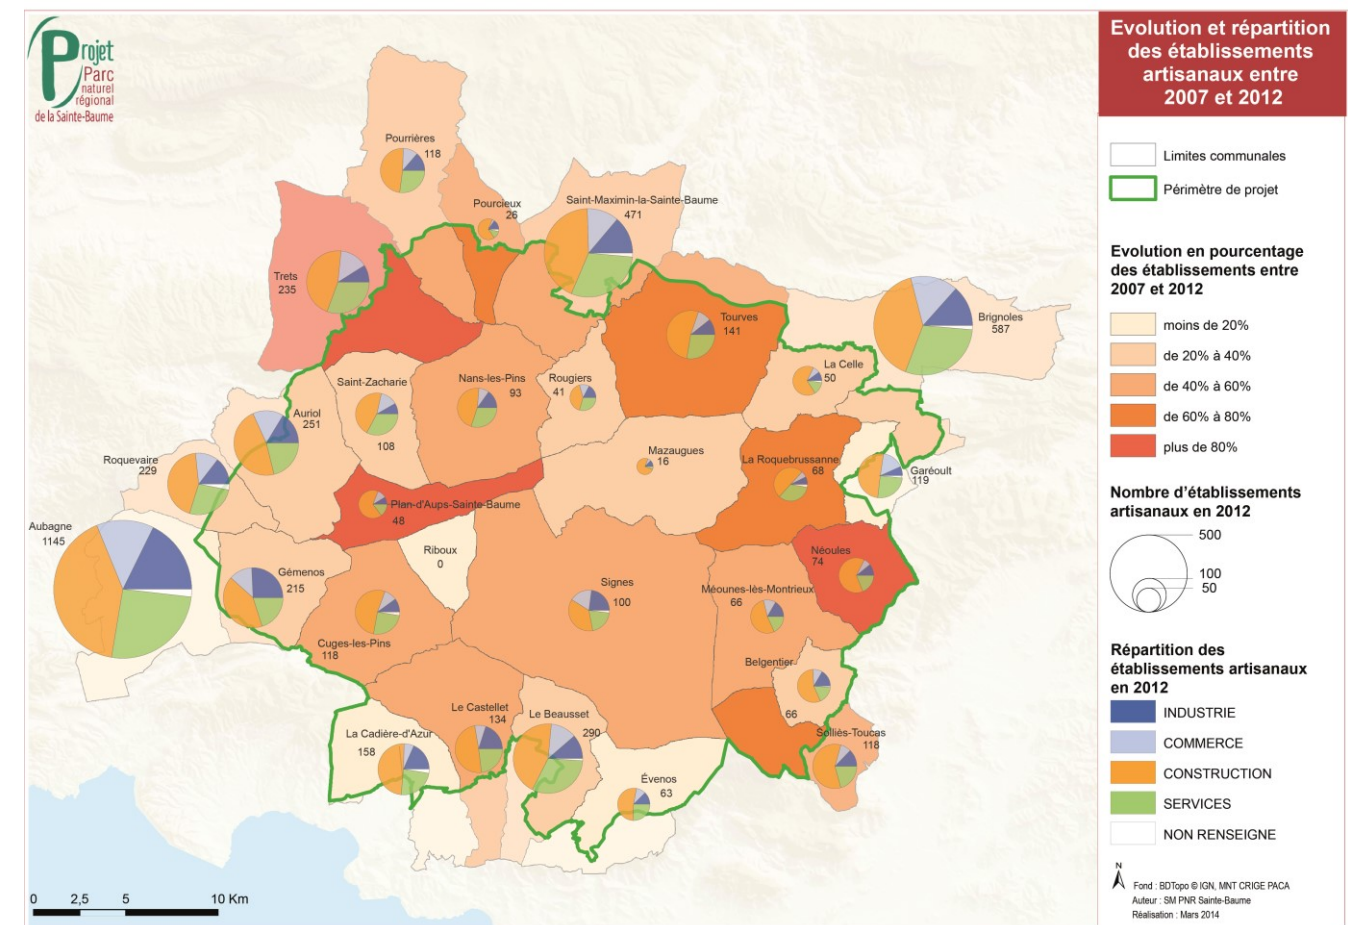 Projet
Parc
naturel
régional
de la Sainte-Baume
Evolution et répartition
des établissements
artisanaux entre
2007 et 2012
Limites communales
Périmètre de projet
Evolution en pourcentage
des établissements entre
2007 et 2012
moins de 20%
de 20% à 40%
de 40% à 60%
de 60% à 80%
plus de 80%
Nombre d'établissements
artisanaux en 2012
500
100
50
Répartition des
établissements artisanaux
en 2012
INDUSTRIE
COMMERCE
CONSTRUCTION
SERVICES
NON RENSEIGNE
N
Fond : BDTopo © IGN, MNT CRIGE PACA
Auteur : SM PNR Sainte-Baume
Réalisation : Mars 2014
Pourrières
118
Pourcieux
26
Saint-Maximin-la-Sainte-Baume
471
Trets
235
Tourves
141
Brignoles
587
La Celle
50
Saint-Zacharie
108
Nans-les-Pins
93
Rougiers
41
Auriol
251
Roquevaire
229
Mazaugues
16
La Roquebrussanne
68
Garéoult
119
Plan-d'Aups-Sainte-Baume
48
Aubagne
1145
Riboux
0
Néoules
74
Gémenos
215
Signes
100
Méounes-lès-Montrieux
66
Cuges-les-Pins
118
Belgentier
66
Le Castellet
134
Le Beausset
290
La Cadière-d'Azur
158
Solliès-Toucas
118
Évenos
63
0 2,5 5 10 Km